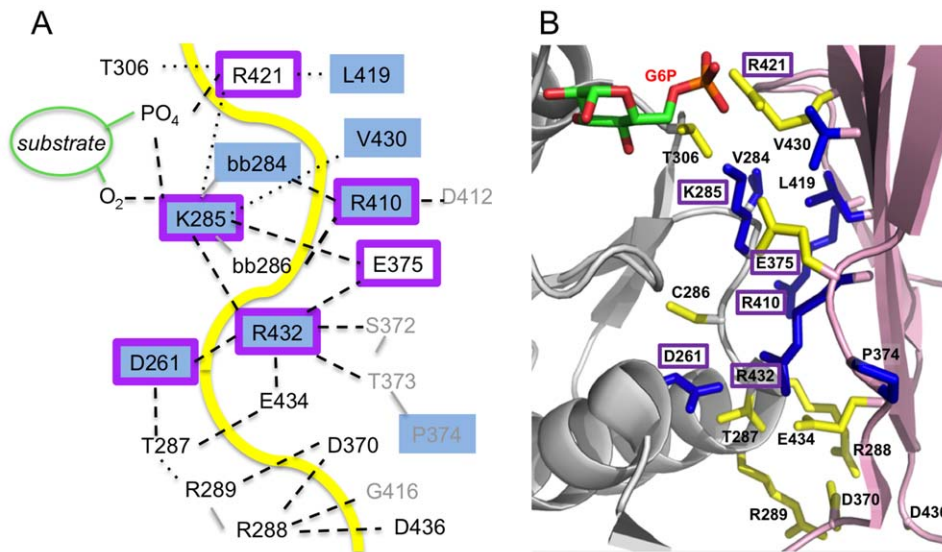 A
T306
R421
L419
PO4
substrate
V430
bb284
O2
K285
R410
D412
bb286
E375
D261
R432
S372
T373
E434
P374
T287
D370
R289
G416
R288
D436
B
G6P
R421
T306
V430
V284
L419
K285
E375
R410
C286
P374
D261
R432
T287
E434
R288
D370
R289
D436